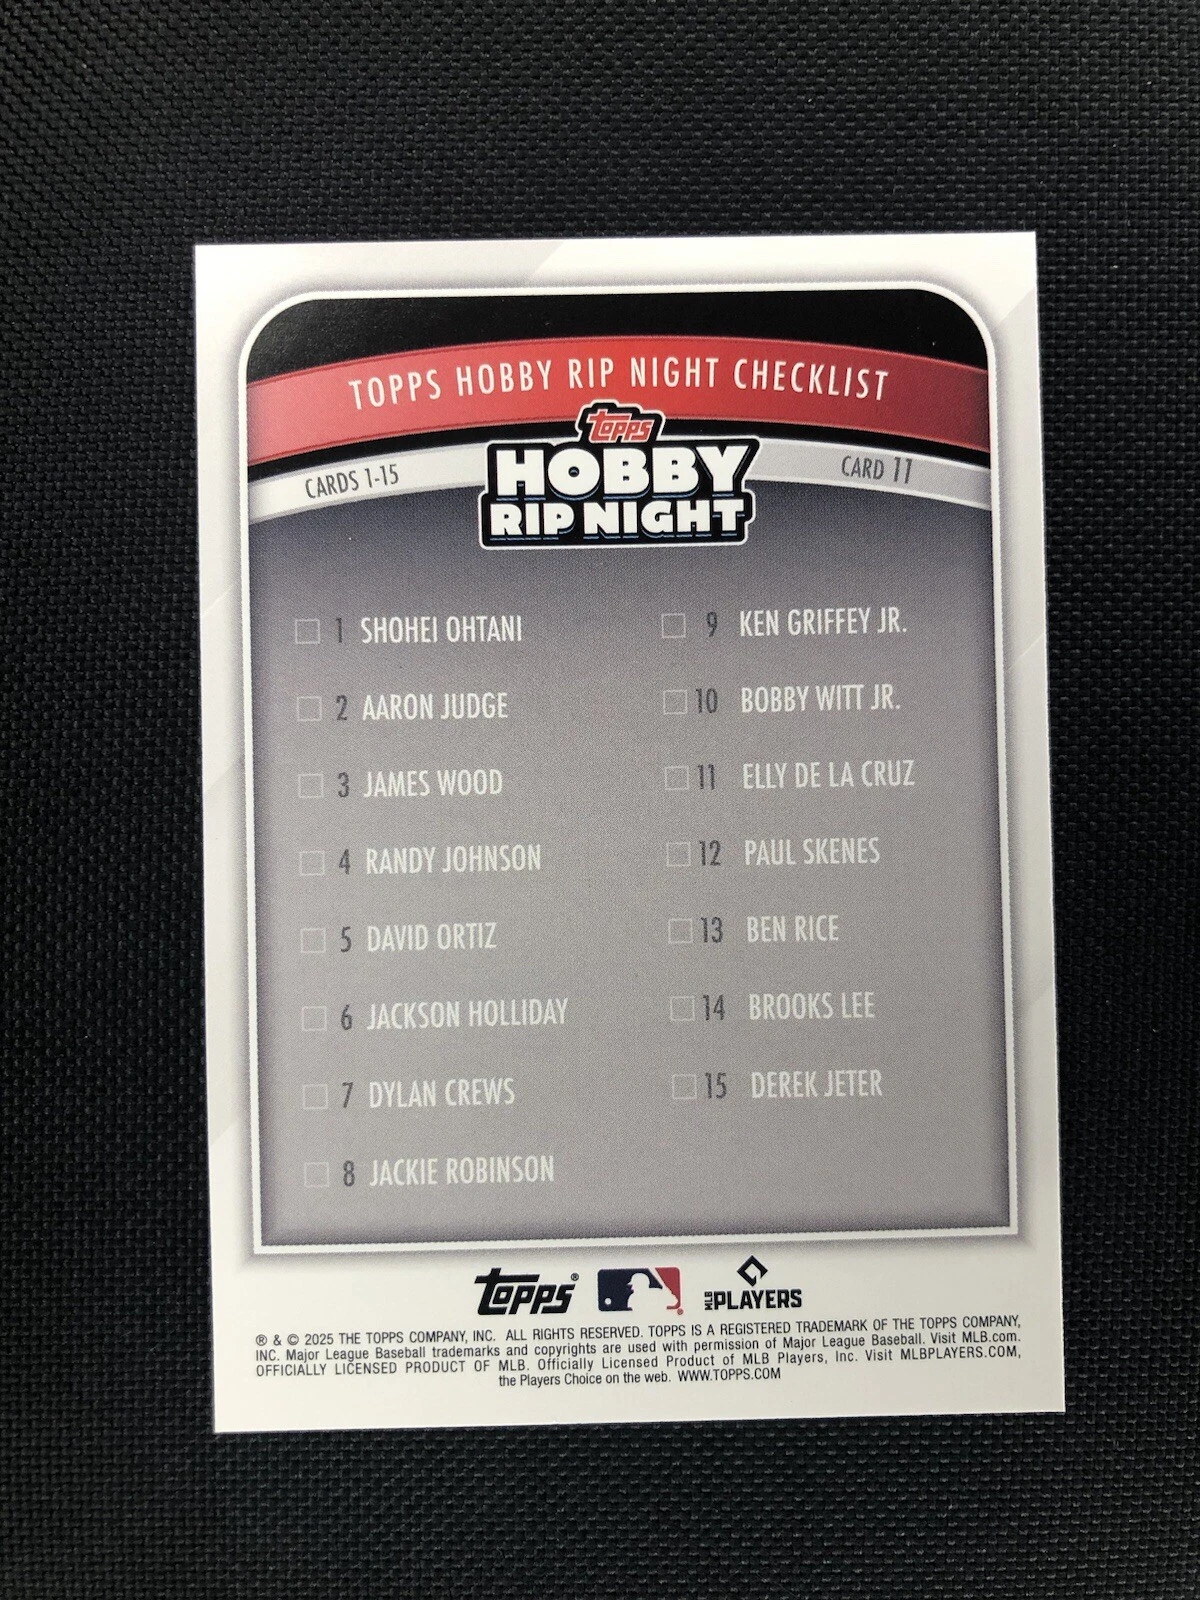 TOPPS HOBBY RIP NIGHT CHECKLIST
Topps
CARDS 1-15
HOBBY
RIP NIGHT
CARD 11
1 SHOHEI OHTANI
2 AARON JUDGE
3 JAMES WOOD
4 RANDY JOHNSON
5 DAVID ORTIZ
6 JACKSON HOLLIDAY
7 DYLAN CREWS
8 JACKIE ROBINSON
9 KEN GRIFFEY JR.
10 BOBBY WITT JR.
11 ELLY DE LA CRUZ
12 PAUL SKENES
13 BEN RICE
14 BROOKS LEE
15 DEREK JETER
Topps® MLB PLAYERS
® & © 2025 THE TOPPS COMPANY, INC. ALL RIGHTS RESERVED. TOPPS IS A REGISTERED TRADEMARK OF THE TOPPS COMPANY,
INC. Major League Baseball trademarks and copyrights are used with permission of Major League Baseball. Visit MLB.com.
OFFICIALLY LICENSED PRODUCT OF MLB. Officially Licensed Product of MLB Players, Inc. Visit MLBPLAYERS.COM,
the Players Choice on the web. WWW.TOPPS.COM